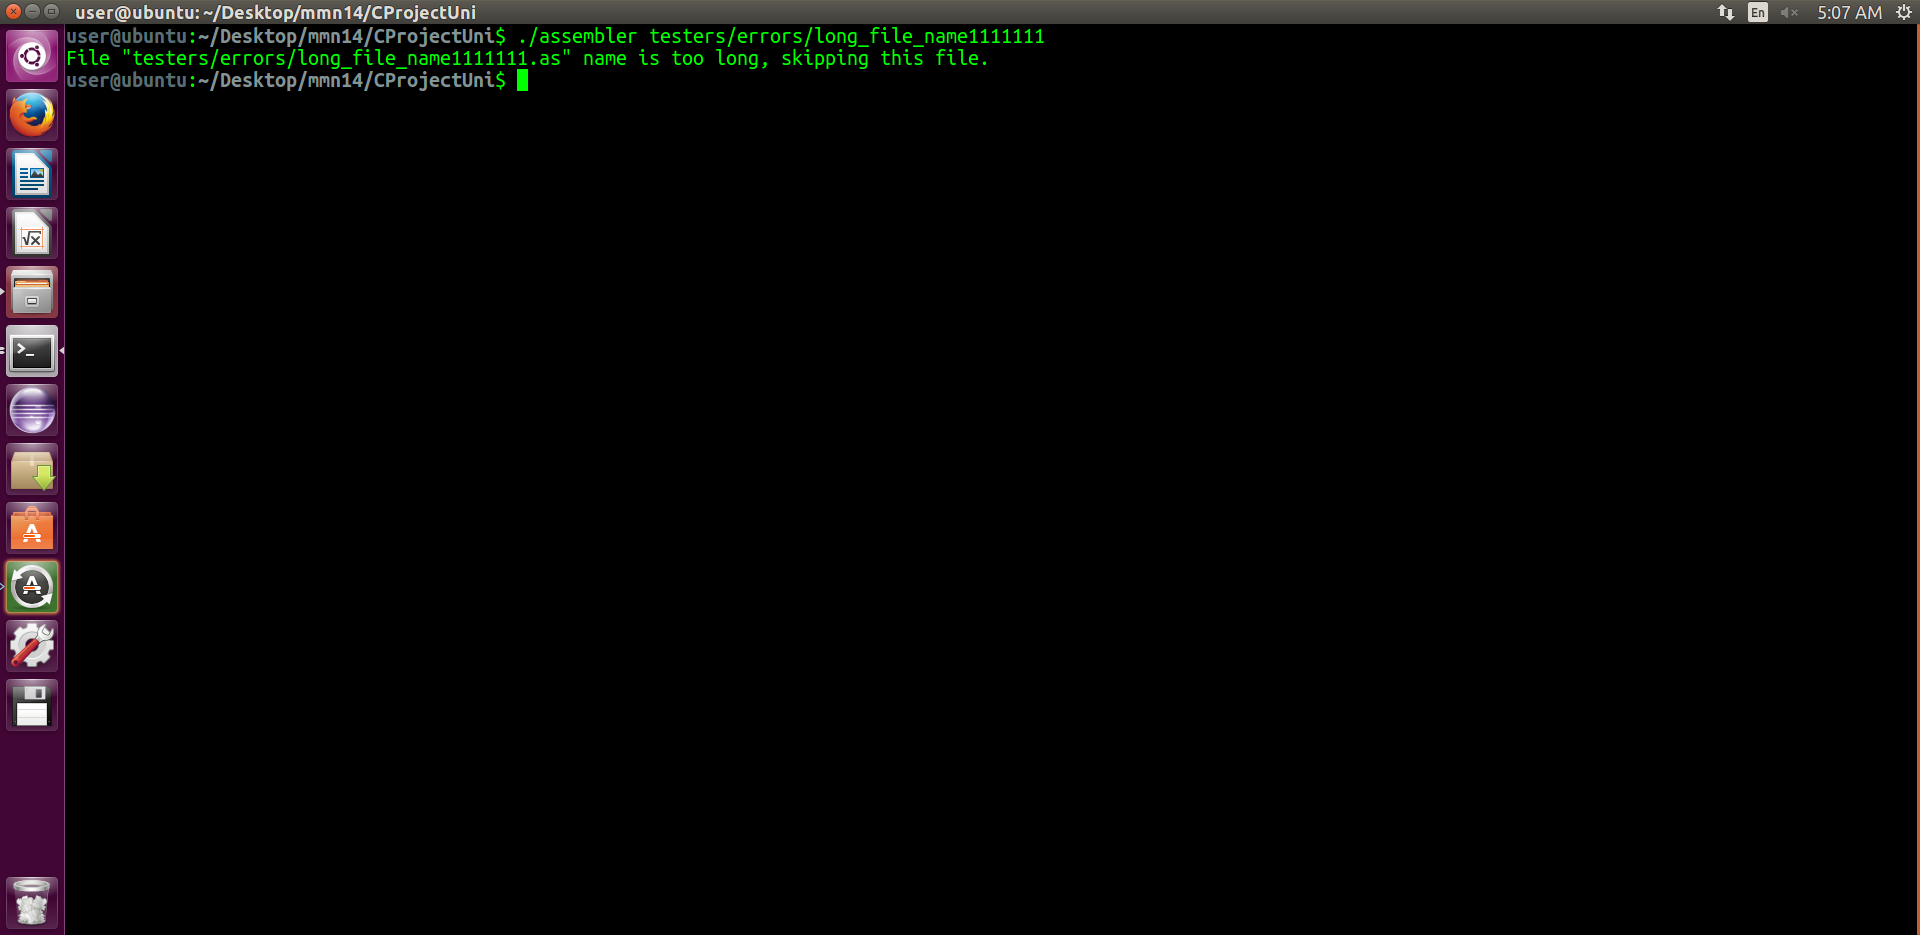 user@ubuntu: ~/Desktop/mmn14/CProjectUni
En
5:07 AM
user@ubuntu:~/Desktop/mmn14/CProjectUni$ ./assembler testers/errors/long_file_name1111111
File "testers/errors/long_file_name1111111.as" name is too long, skipping this file.
user@ubuntu:~/Desktop/mmn14/CProjectUni$